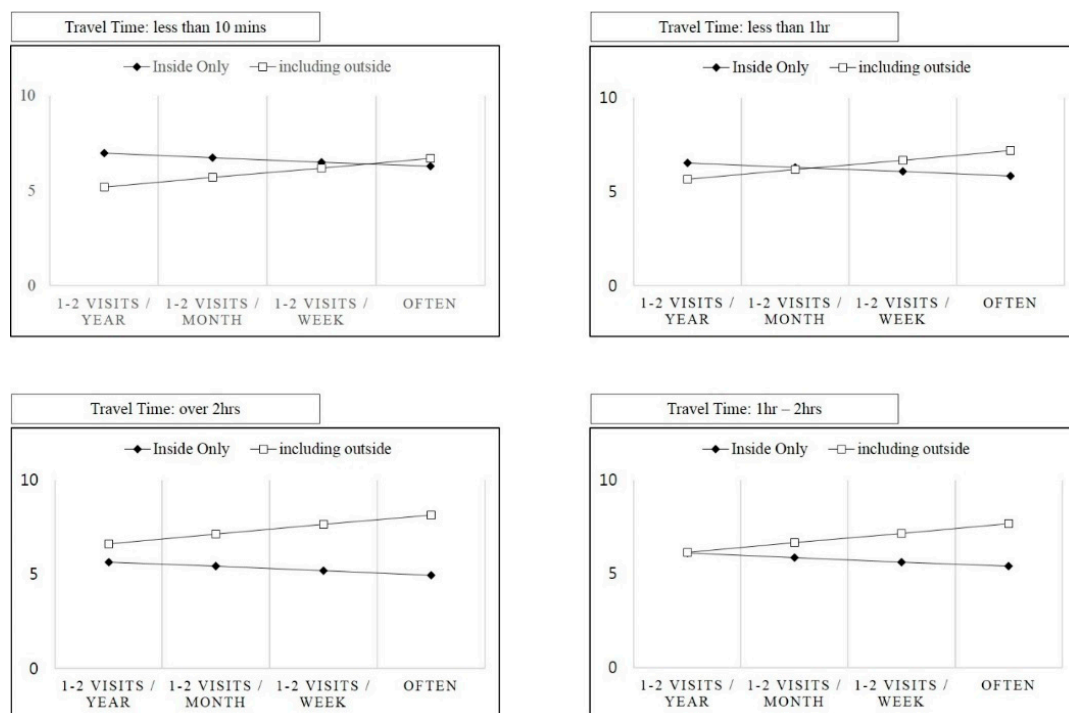 Travel Time: less than 10 mins
Inside Only including outside
10
5
0
1-2 VISITS / YEAR
1-2 VISITS / MONTH
1-2 VISITS / WEEK
OFTEN
Travel Time: less than 1hr
Inside Only including outside
10
5
0
1-2 VISITS / YEAR
1-2 VISITS / MONTH
1-2 VISITS / WEEK
OFTEN
Travel Time: over 2hrs
Inside Only including outside
10
5
0
1-2 VISITS / YEAR
1-2 VISITS / MONTH
1-2 VISITS / WEEK
OFTEN
Travel Time: 1hr – 2hrs
Inside Only including outside
10
5
0
1-2 VISITS / YEAR
1-2 VISITS / MONTH
1-2 VISITS / WEEK
OFTEN